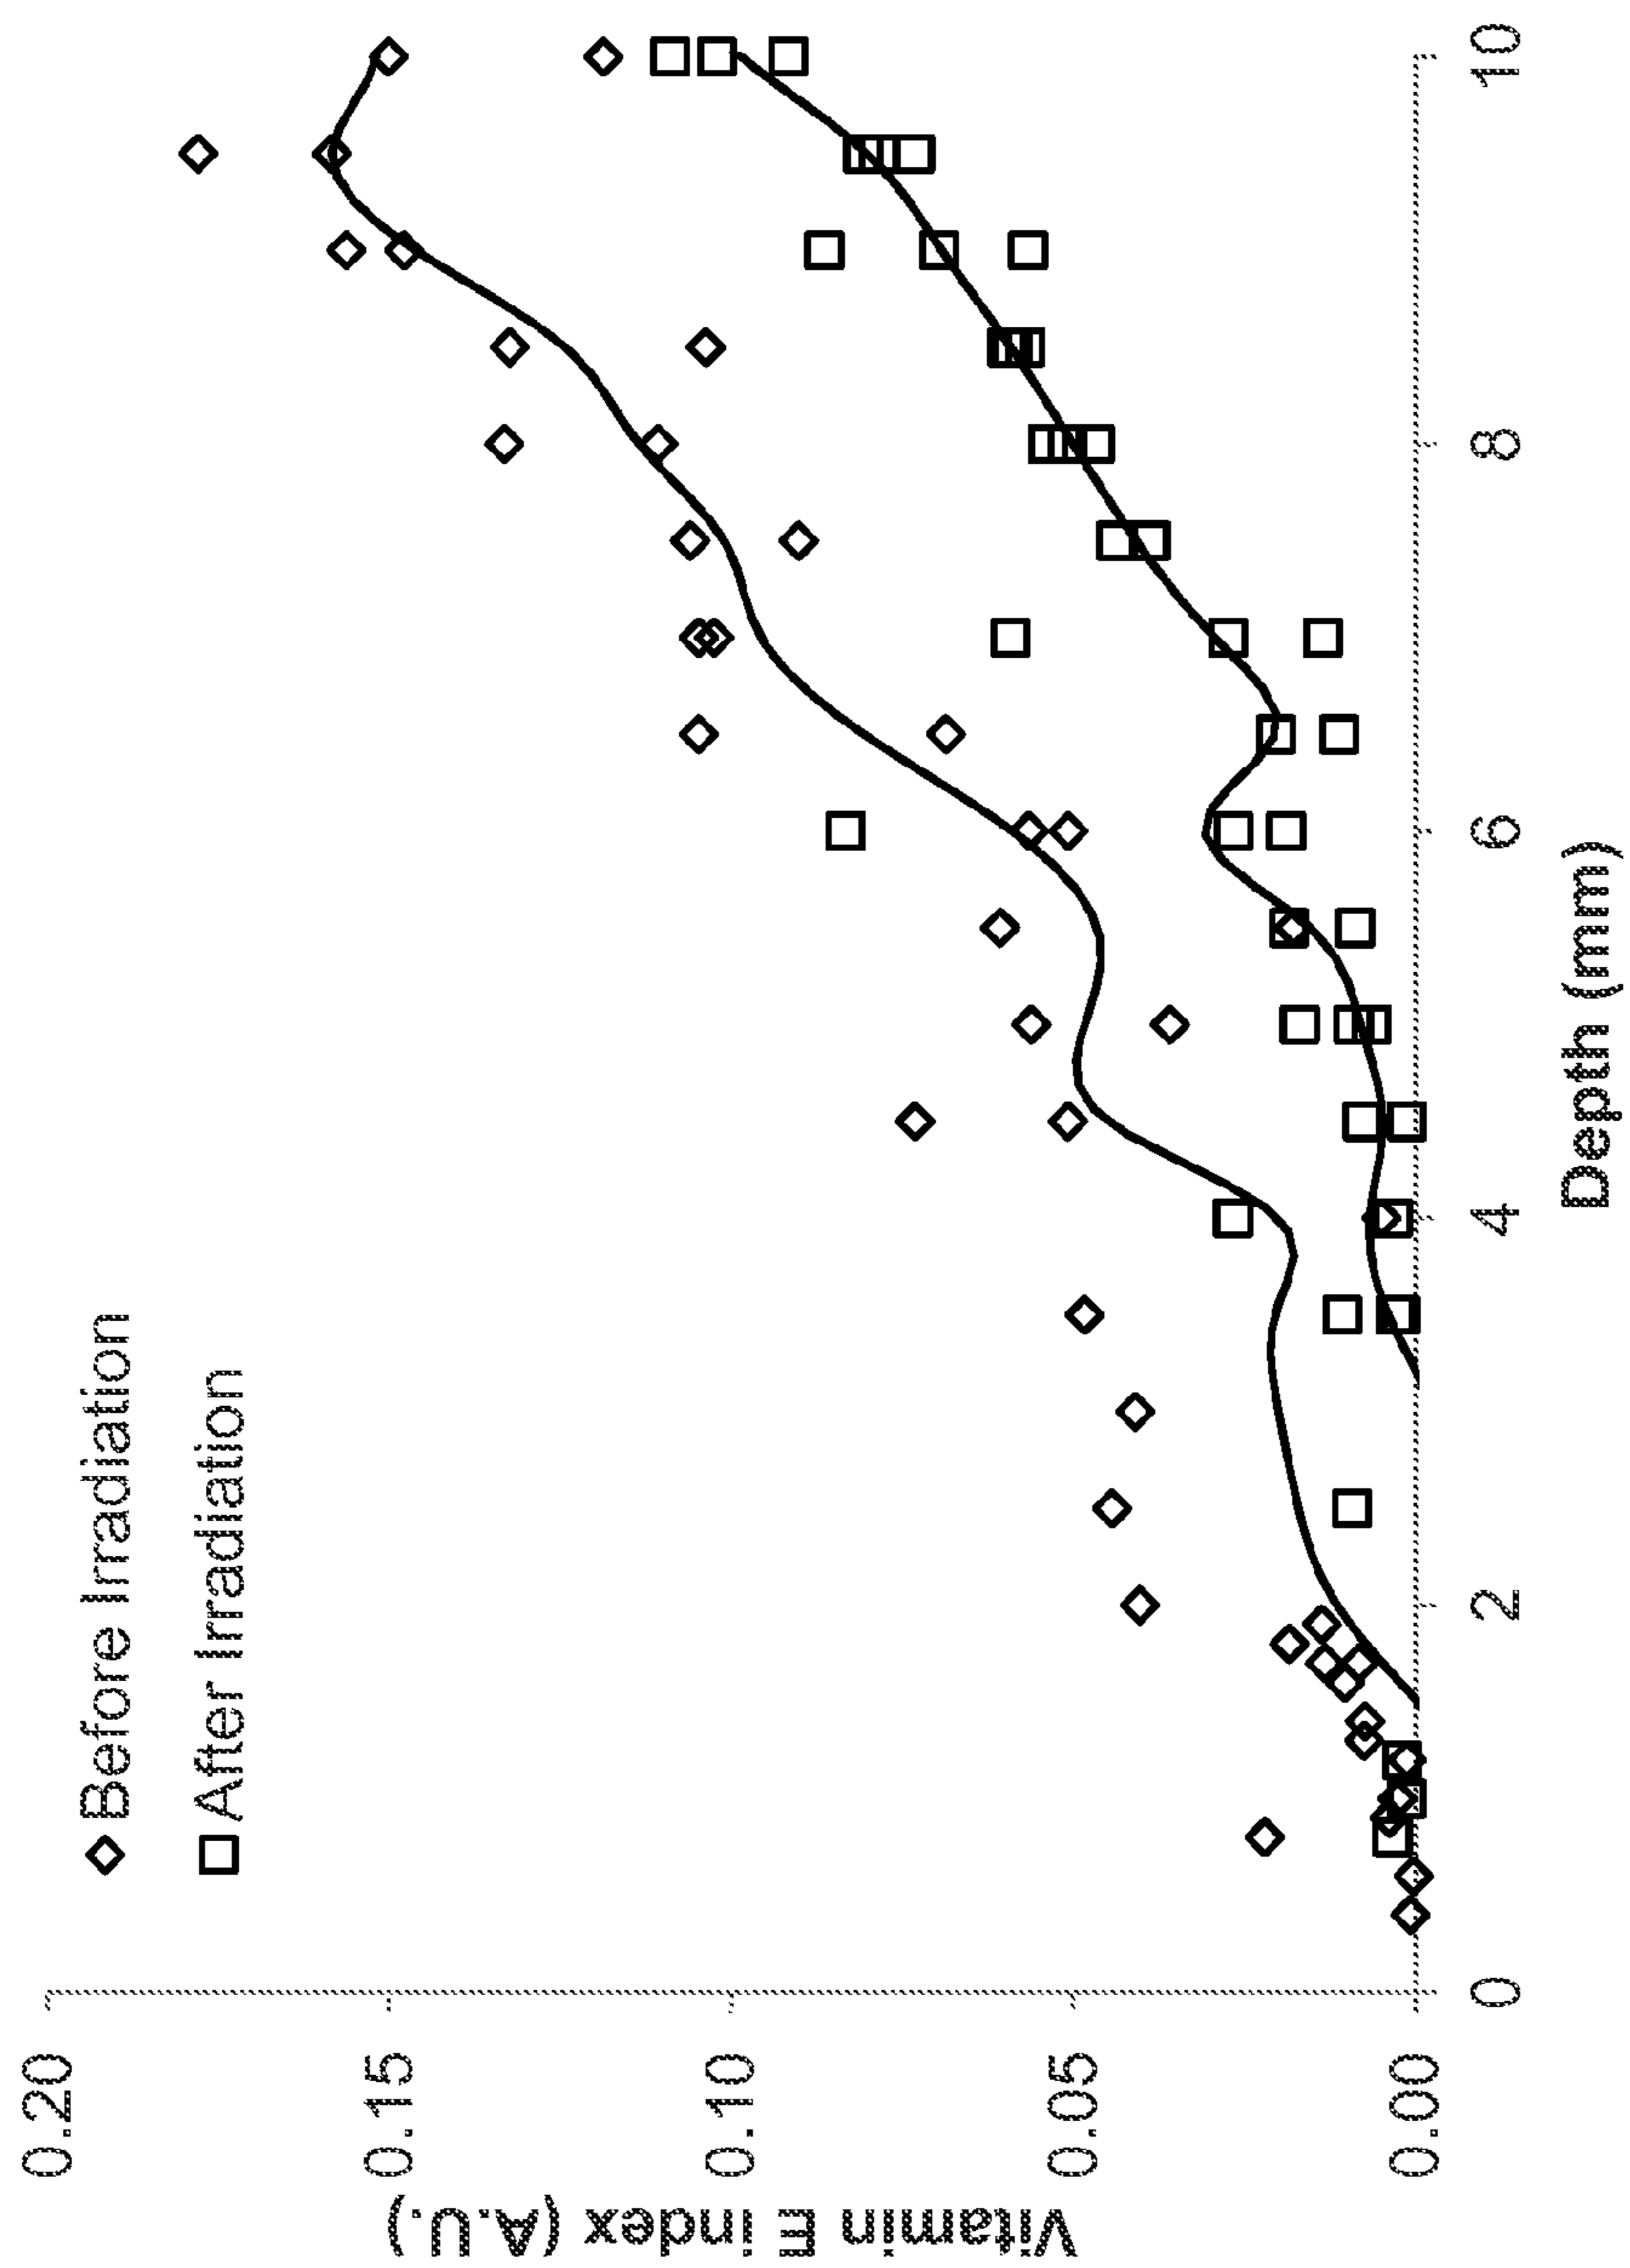 Before Irradiation
After Irradiation
0.20
0.15
0.10
0.05
0.00
Vitamin E index (A.U.)
0
2
4
6
8
10
Depth (mm)